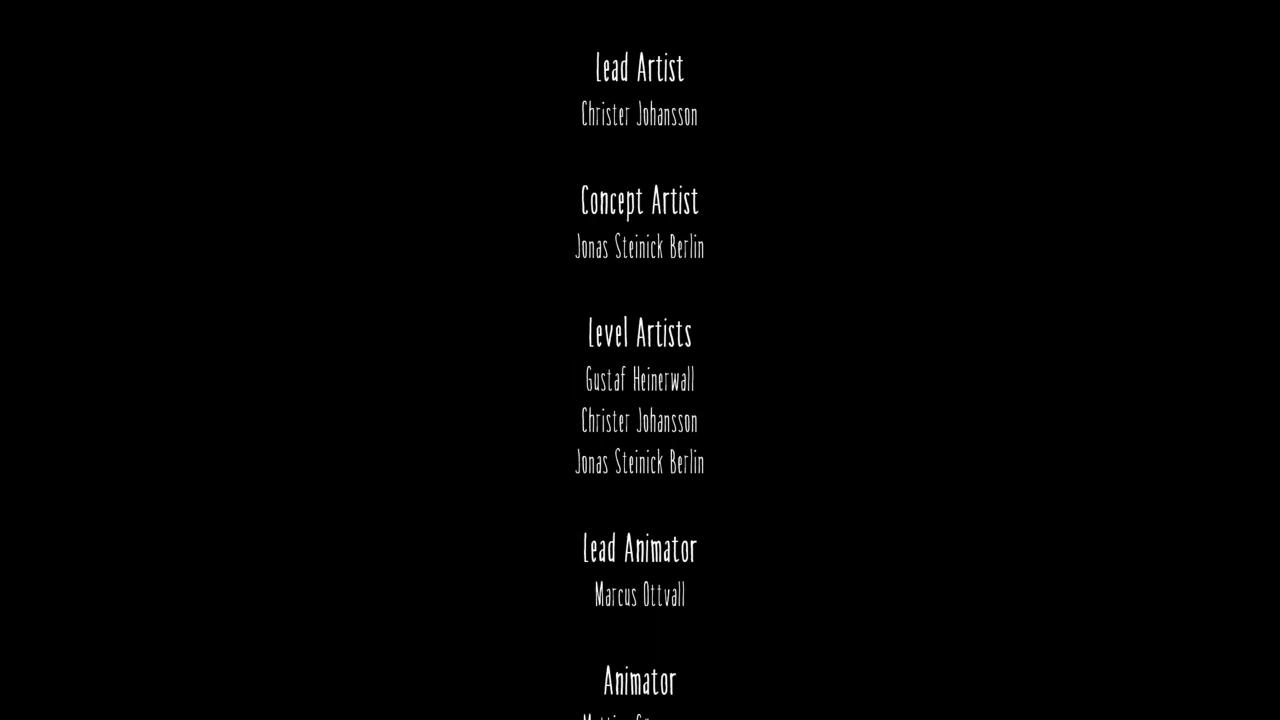 Lead Artist
Christer Johansson
Concept Artist
Jonas Steinick Berlin
Level Artists
Gustaf Heinerwall
Christer Johansson
Jonas Steinick Berlin
Lead Animator
Marcus Ottvall
Animator